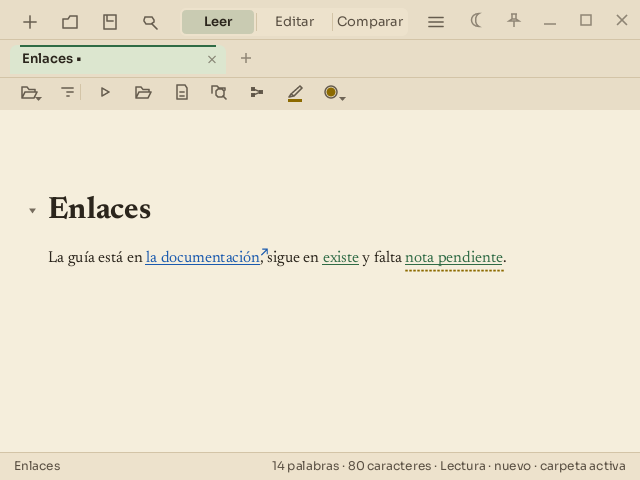 Leer
Editar
Comparar
Enlaces ▪
Enlaces
La guía está en la documentación, sigue en existe y falta nota pendiente.
Enlaces
14 palabras · 80 caracteres · Lectura · nuevo · carpeta activa